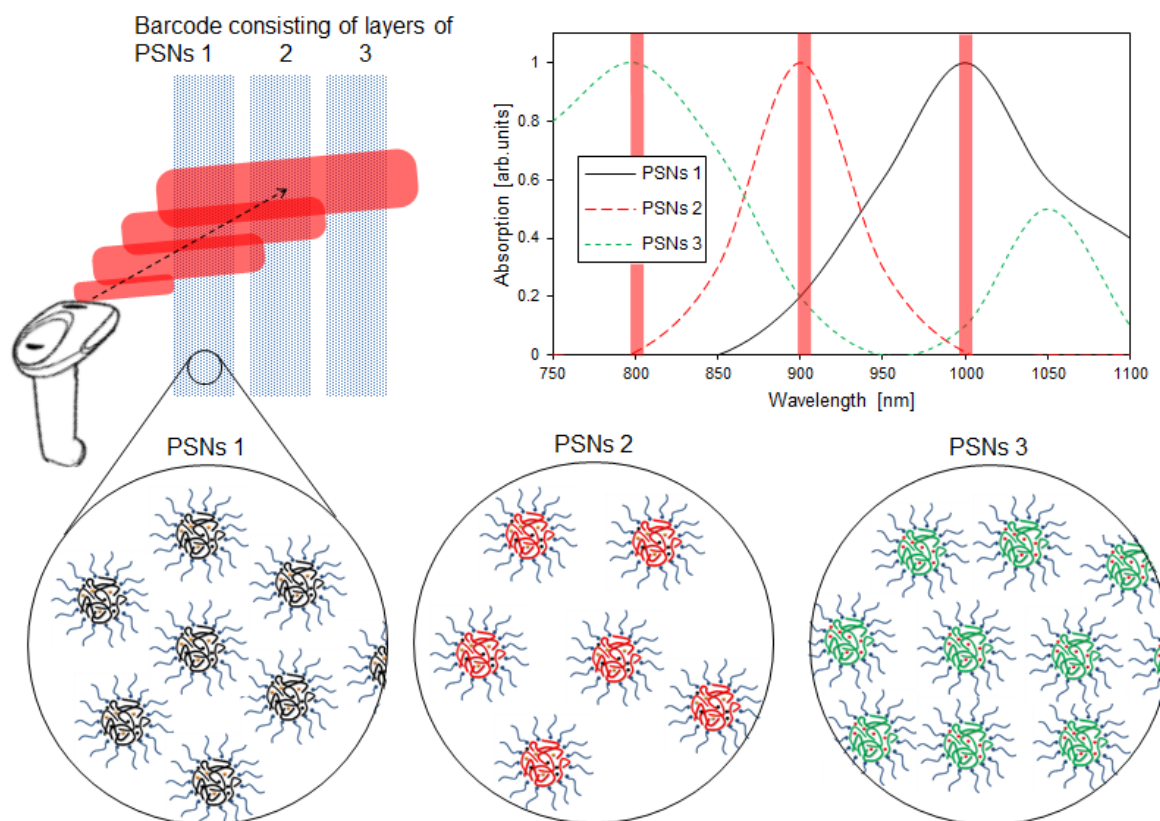 Barcode consisting of layers of
PSNs 1 2 3
Absorption [arb.units]
1
0.8
0.6
0.4
0.2
0
PSNs 1
PSNs 2
PSNs 3
750 800 850 900 950 1000 1050 1100
Wavelength [nm]
PSNs 1 PSNs 2 PSNs 3